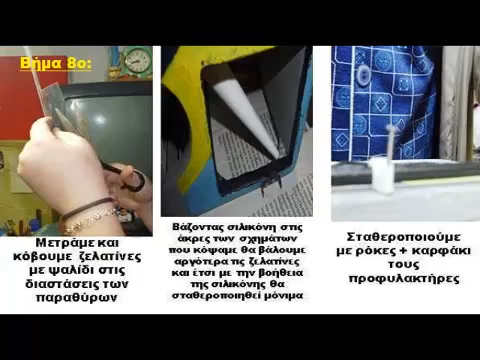 Βήμα 8ο:
Μετράμε και
κόβουμε ζελατίνες
με ψαλίδι στις
διαστάσεις των
παραθύρων
Βάζοντας σιλικόνη στις
άκρες των σχημάτων
που κόψαμε θα βάλουμε
αργότερα τις ζελατίνες
και έτσι με την βοήθεια
της σιλικόνης θα
σταθεροποιηθεί μόνιμα
Σταθεροποιούμε
με ρόκες + καρφάκι
τους
προφυλακτήρες